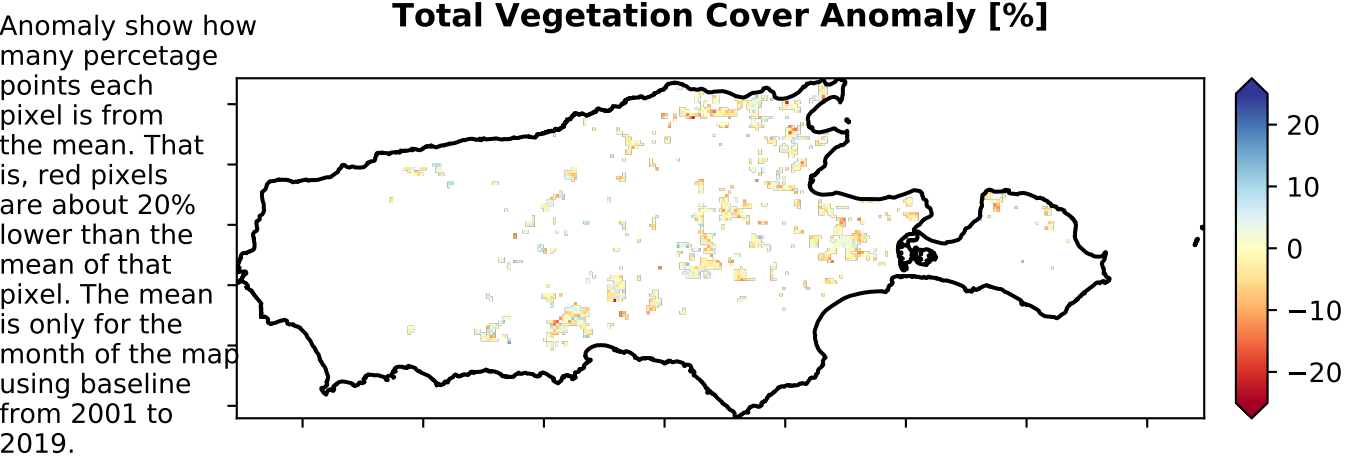 Total Vegetation Cover Anomaly [%]
Anomaly show how
many percetage
points each
pixel is from
the mean. That
is, red pixels
are about 20%
lower than the
mean of that
pixel. The mean
is only for the
month of the map
using baseline
from 2001 to
2019.
20
10
0
−10
−20